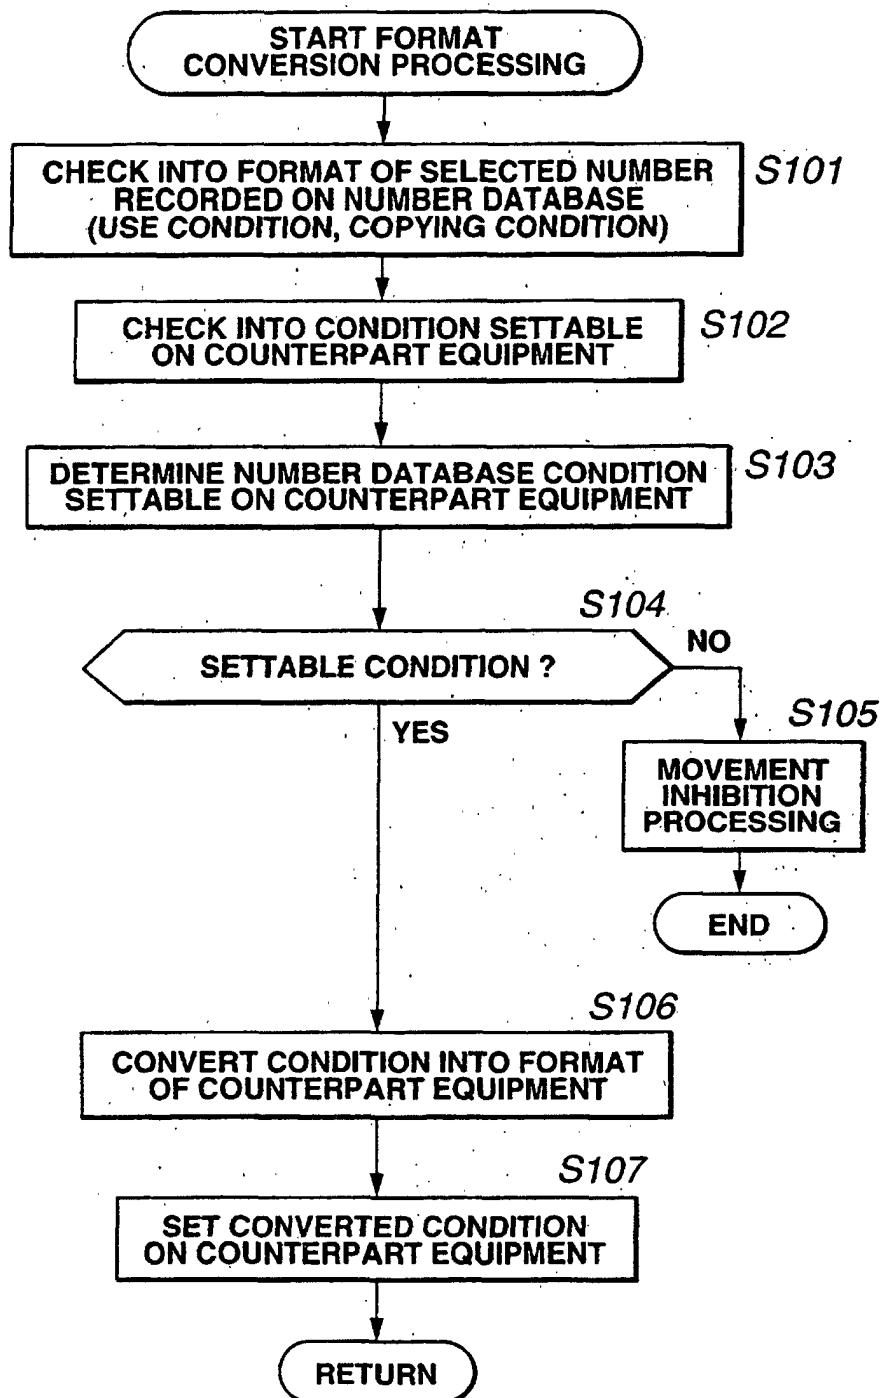 START FORMAT
CONVERSION PROCESSING
CHECK INTO FORMAT OF SELECTED NUMBER
RECORDED ON NUMBER DATABASE
(USE CONDITION, COPYING CONDITION)
S101
CHECK INTO CONDITION SETTABLE
ON COUNTERPART EQUIPMENT
S102
DETERMINE NUMBER DATABASE CONDITION
SETTABLE ON COUNTERPART EQUIPMENT
S103
S104
SETTABLE CONDITION ?
NO
YES
S105
MOVEMENT
INHIBITION
PROCESSING
END
S106
CONVERT CONDITION INTO FORMAT
OF COUNTERPART EQUIPMENT
S107
SET CONVERTED CONDITION
ON COUNTERPART EQUIPMENT
RETURN